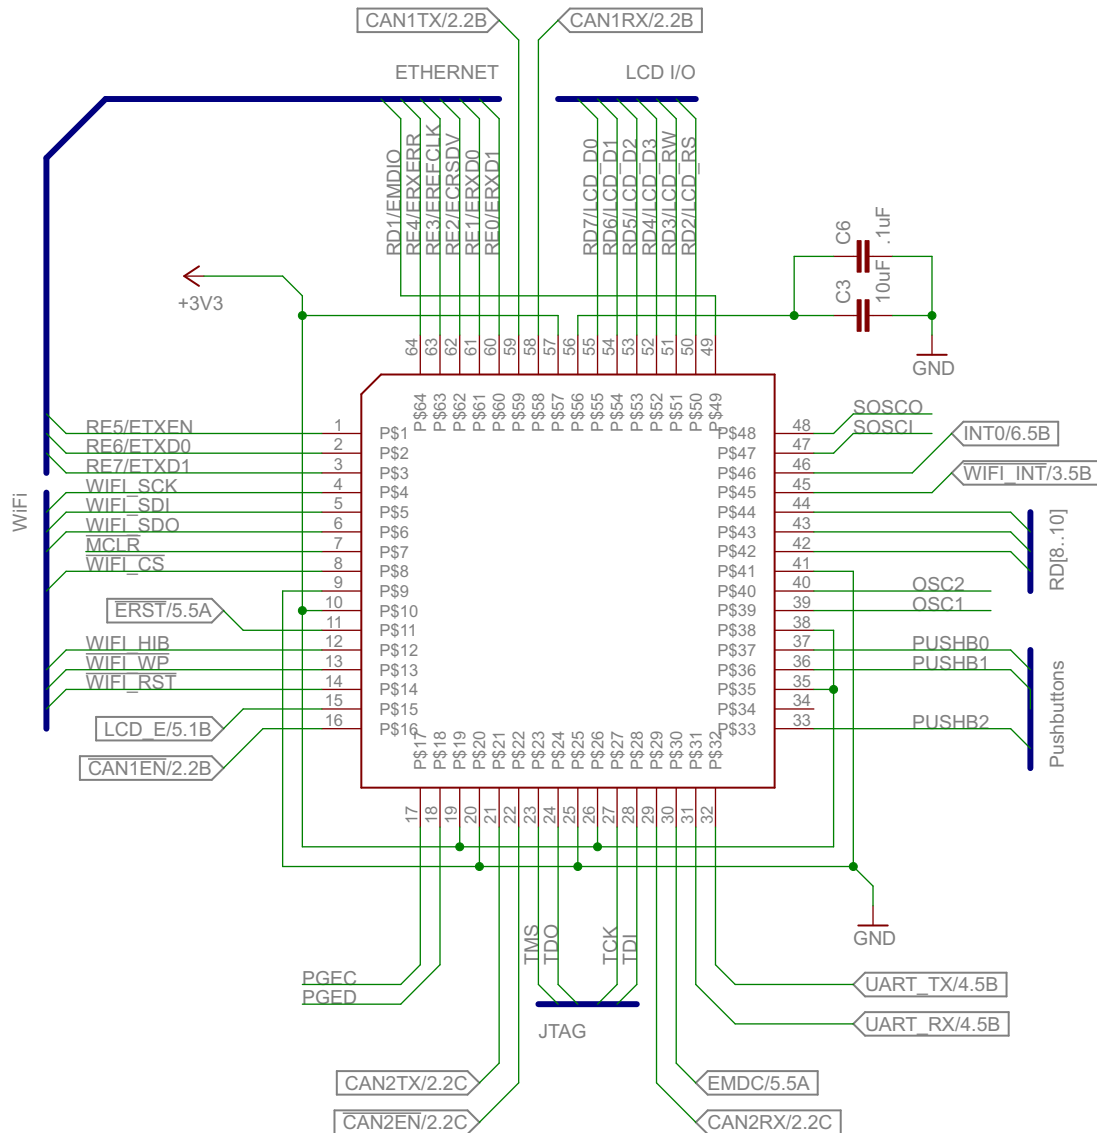 CAN1TX/2.2B
CAN1RX/2.2B
ETHERNET
LCD I/O
RD1/EMDIO
RE4/ERXERR
RE3/EREFCLK
RE2/ECRSDV
RE1/ERXD0
RE0/ERXD1
RD7/LCD_D0
RD6/LCD_D1
RD5/LCD_D2
RD4/LCD_D3
RD3/LCD_RW
RD2/LCD_RS
C6
.1uF
C3
10uF
+3V3
GND
64
63
62
61
60
59
58
57
56
55
54
53
52
51
50
49
P$64
P$63
P$62
P$61
P$60
P$59
P$58
P$57
P$56
P$55
P$54
P$53
P$52
P$51
P$50
P$49
RE5/ETXEN 1 P$1
RE6/ETXD0 2 P$2
RE7/ETXD1 3 P$3
WiFi
WIFI_SCK 4 P$4
WIFI_SDI 5 P$5
WIFI_SDO 6 P$6
MCLR 7 P$7
WIFI_CS 8 P$8
9 P$9
10 P$10
ERST/5.5A 11 P$11
WIFI_HIB 12 P$12
WIFI_WP 13 P$13
WIFI_RST 14 P$14
LCD_E/5.1B 15 P$15
CAN1EN/2.2B 16 P$16
P$48 48 SOSCO
P$47 47 SOSCI
P$46 46 INT0/6.5B
P$45 45 WIFI_INT/3.5B
P$44 44
P$43 43
P$42 42
RD[8..10]
P$41 41
P$40 40 OSC2
P$39 39 OSC1
P$38 38
P$37 37 PUSHB0
P$36 36 PUSHB1
P$35 35
P$34 34
P$33 33 PUSHB2
Pushbuttons
P$17
P$18
P$19
P$20
P$21
P$22
P$23
P$24
P$25
P$26
P$27
P$28
P$29
P$30
P$31
P$32
17
18
19
20
21
22
23
24
25
26
27
28
29
30
31
32
GND
TMS
TDO
TCK
TDI
PGEC
PGED
JTAG
UART_TX/4.5B
UART_RX/4.5B
CAN2TX/2.2C
EMDC/5.5A
CAN2EN/2.2C
CAN2RX/2.2C